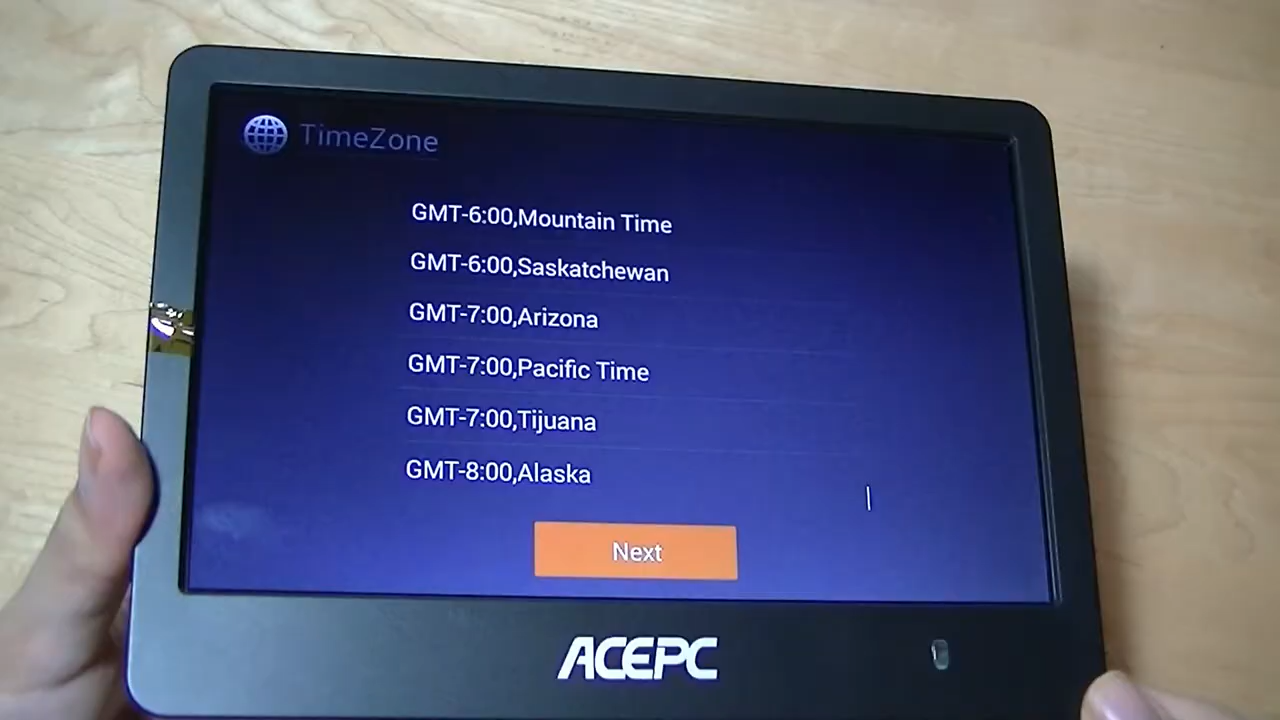 TimeZone
GMT-6:00,Mountain Time
GMT-6:00,Saskatchewan
GMT-7:00,Arizona
GMT-7:00,Pacific Time
GMT-7:00,Tijuana
GMT-8:00,Alaska
Next
ACEPC